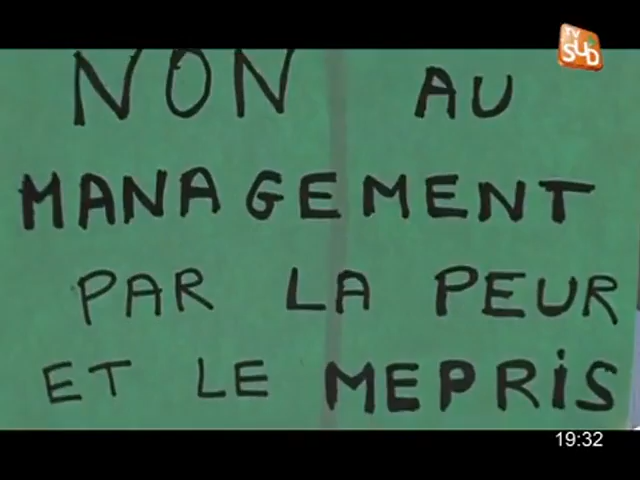 TV
SUD
NON AU
MANAGEMENT
PAR LA PEUR
ET LE MEPRIS
19:32